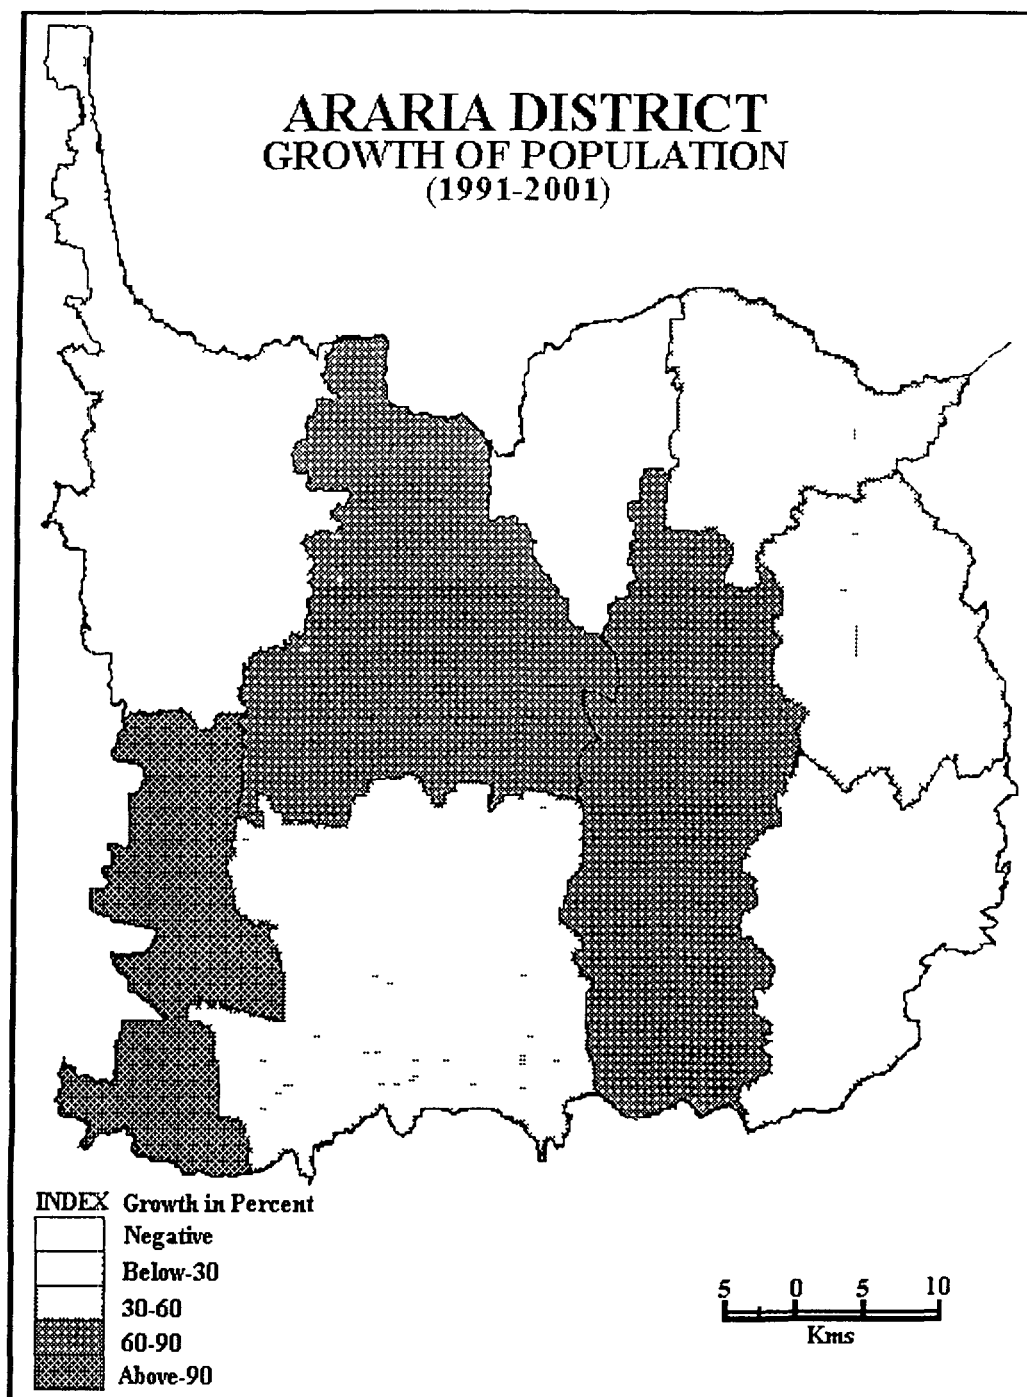 ARARIA DISTRICT
GROWTH OF POPULATION
(1991-2001)
INDEX Growth in Percent
Negative
Below-30
30-60
60-90
Above-90
5 0 5 10
Kms